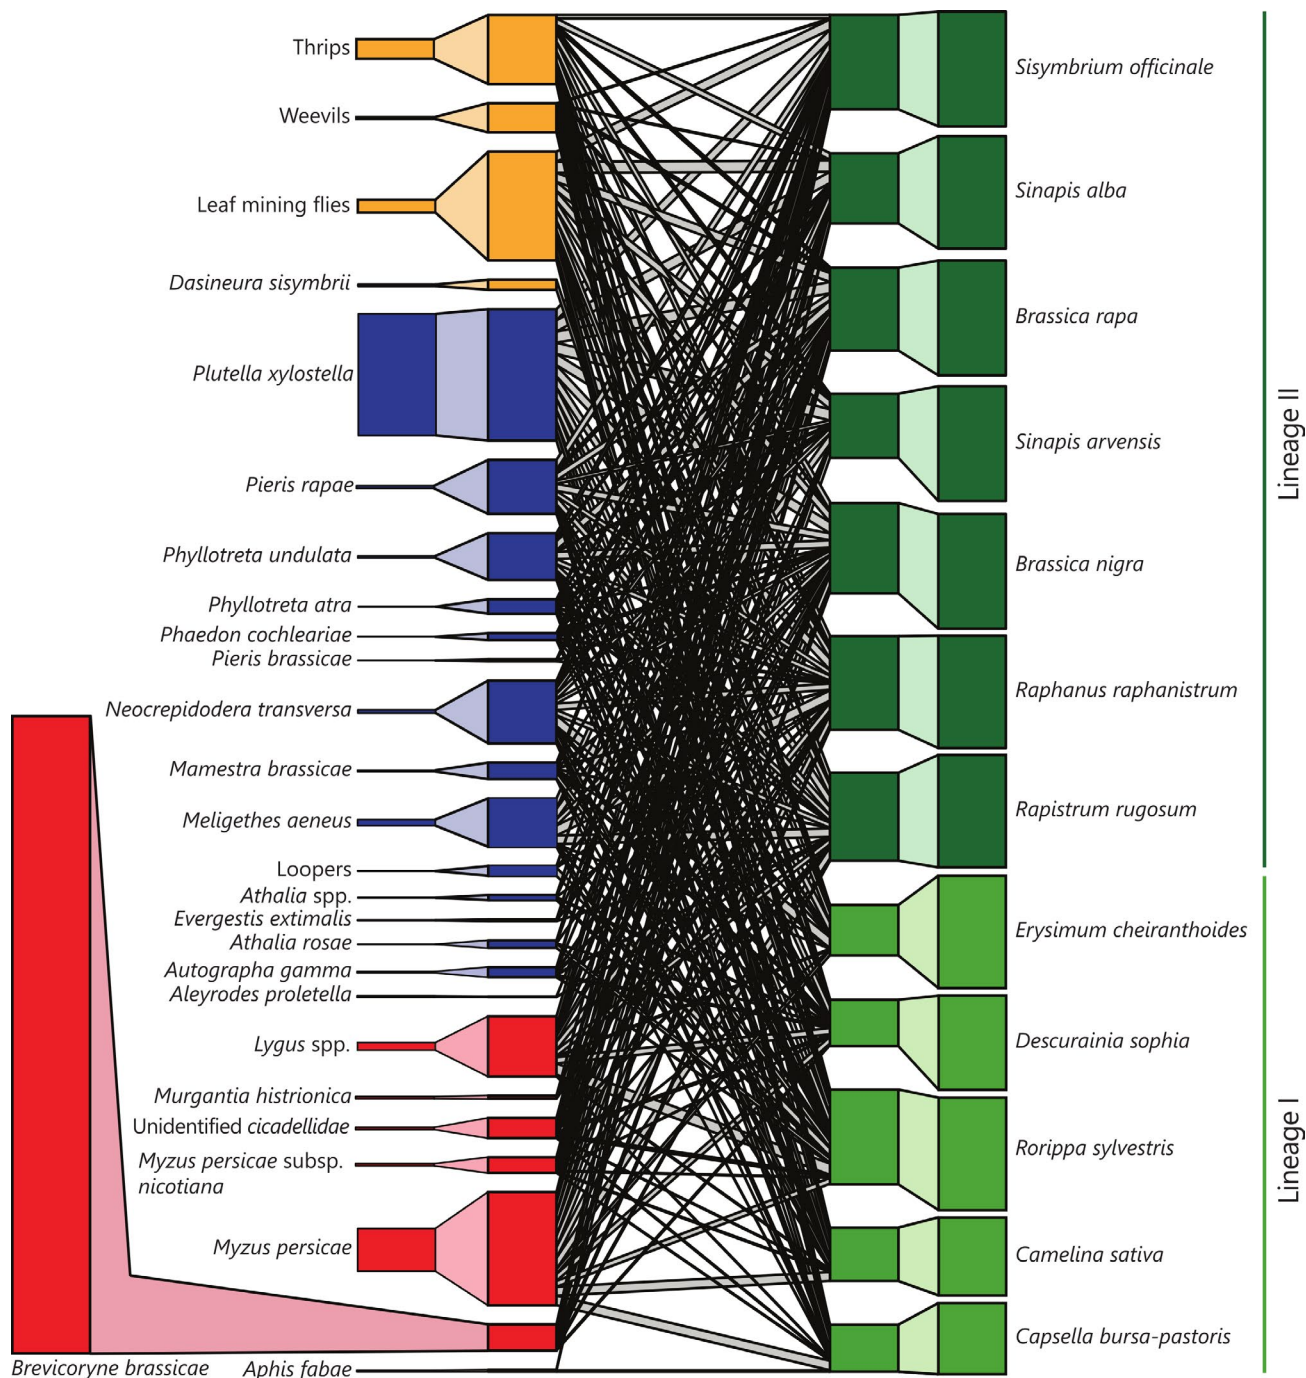 Thrips
Weevils
Leaf mining flies
Dasineura sisymbrii
Plutella xylostella
Pieris rapae
Phyllotreta undulata
Phyllotreta atra
Phaedon cochleariae
Pieris brassicae
Neocrepidodera transversa
Mamestra brassicae
Meligethes aeneus
Loopers
Athalia spp.
Evergestis extimalis
Athalia rosae
Autographa gamma
Aleyrodes proletella
Lygus spp.
Murgantia histrionica
Unidentified cicadellidae
Myzus persicae subsp.
nicotiana
Myzus persicae
Brevicoryne brassicae
Aphis fabae
Sisymbrium officinale
Sinapis alba
Brassica rapa
Sinapis arvensis
Brassica nigra
Raphanus raphanistrum
Rapistrum rugosum
Erysimum cheiranthoides
Descurainia sophia
Rorippa sylvestris
Camelina sativa
Capsella bursa-pastoris
Lineage II
Lineage I